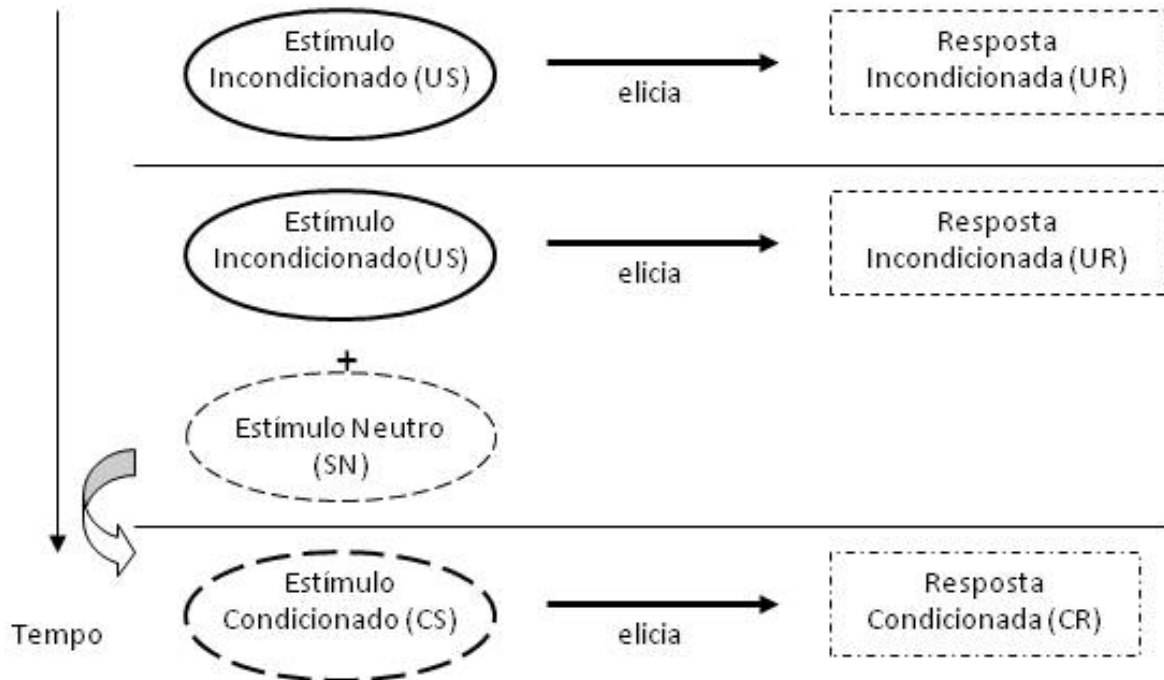 Estímulo
Incondicionado (US)
elicia
Resposta
Incondicionada (UR)
Estímulo
Incondicionado(US)
elicia
Resposta
Incondicionada (UR)
+
Estímulo Neutro
(SN)
Estímulo
Condicionado (CS)
elicia
Resposta
Condicionada (CR)
Tempo